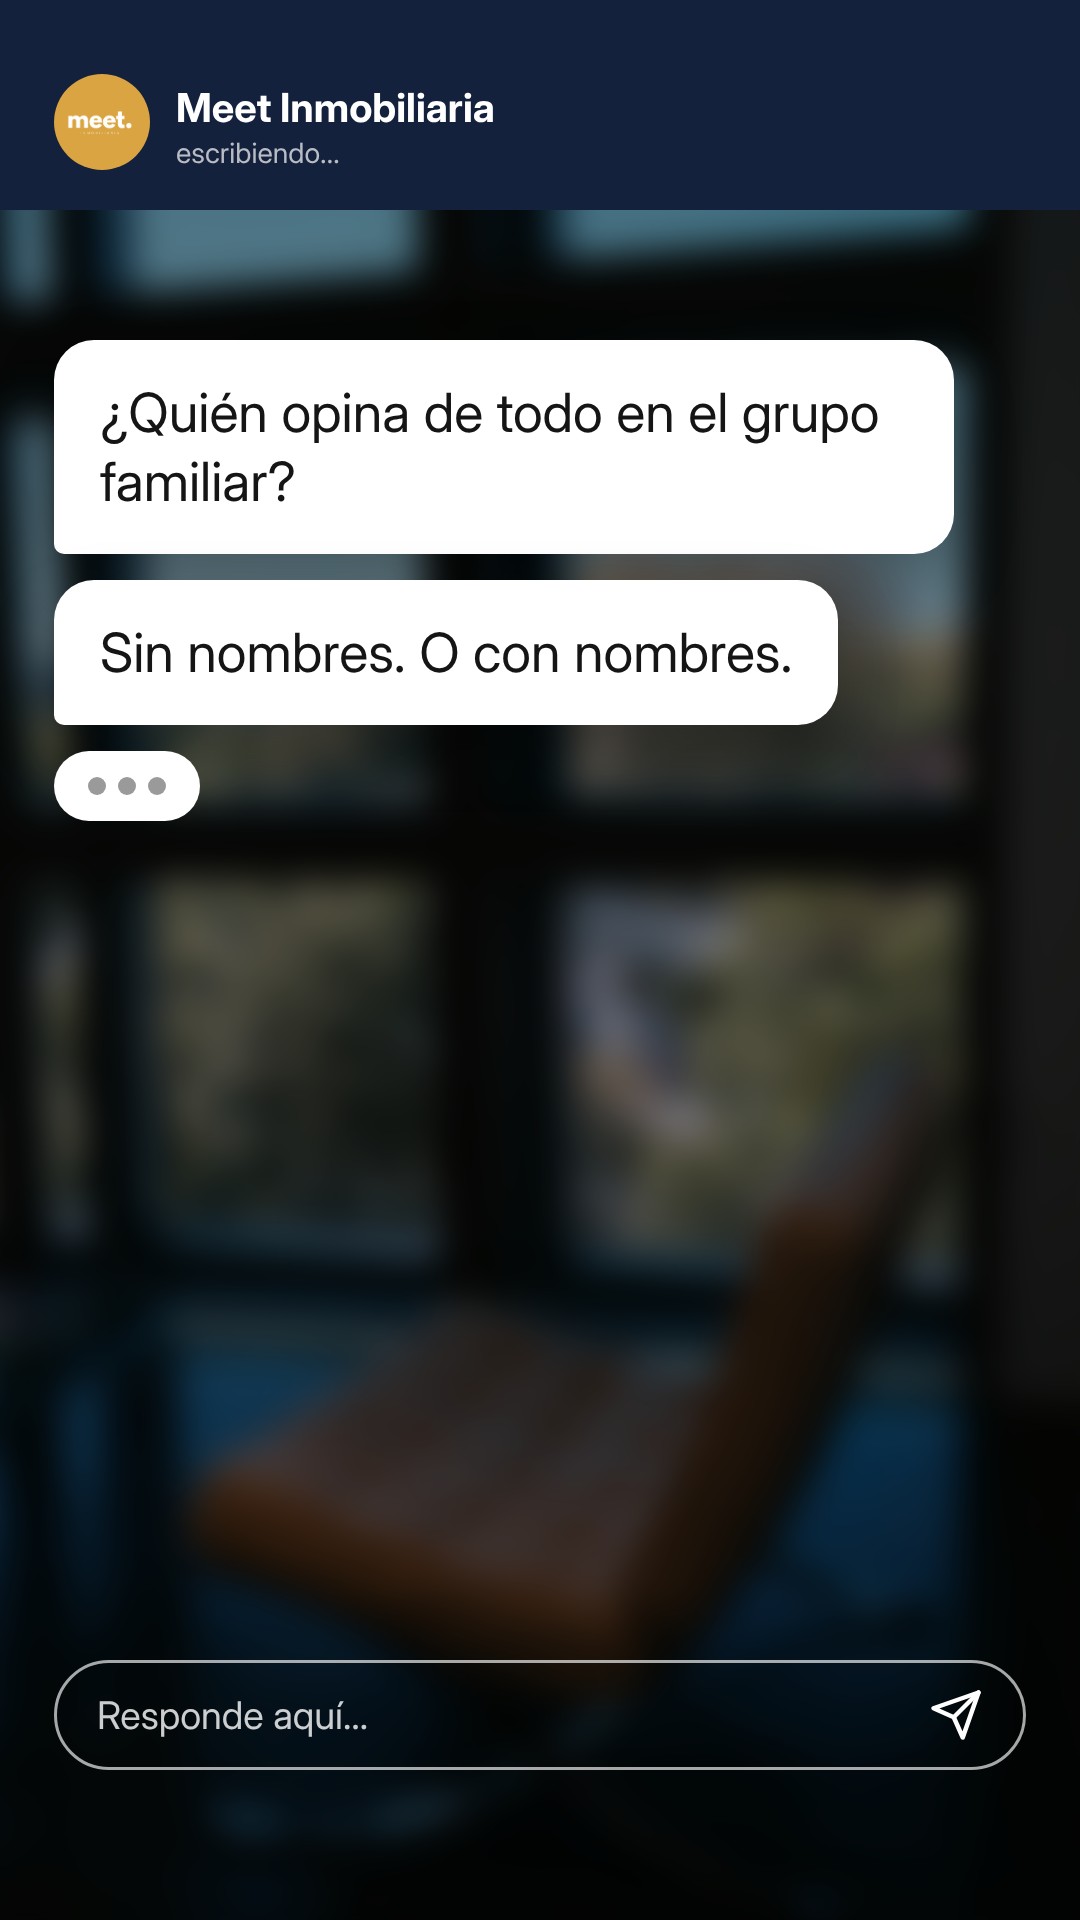 meet.
Meet Inmobiliaria
escribiendo...
¿Quién opina de todo en el grupo
familiar?
Sin nombres. O con nombres.
Responde aquí...